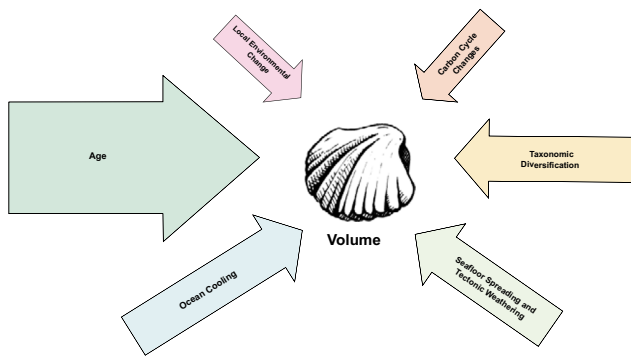 Local Environmental
Change
Carbon Cycle
Changes
Age
Taxonomic
Diversification
Volume
Ocean Cooling
Seafloor Spreading and
Tectonic Weathering